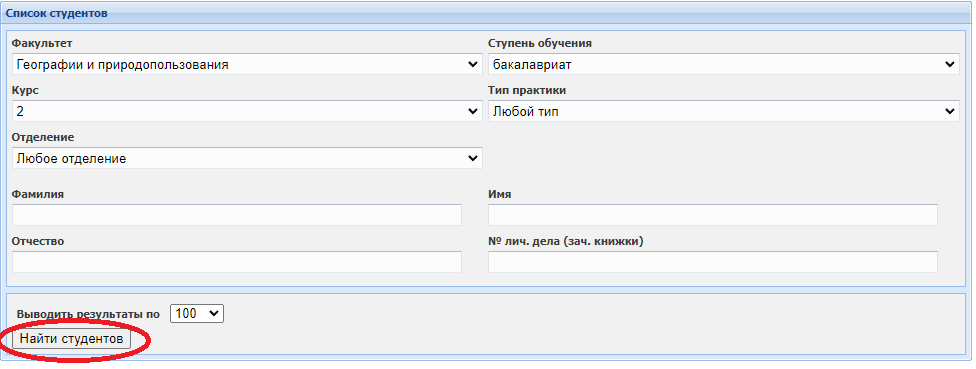 Список студентов
Факультет Ступень обучения
Географии и природопользования бакалавриат
Курс Тип практики
2 Любой тип
Отделение
Любое отделение
Фамилия Имя
Отчество № лич. дела (зач. книжки)
Выводить результаты по 100
Найти студентов